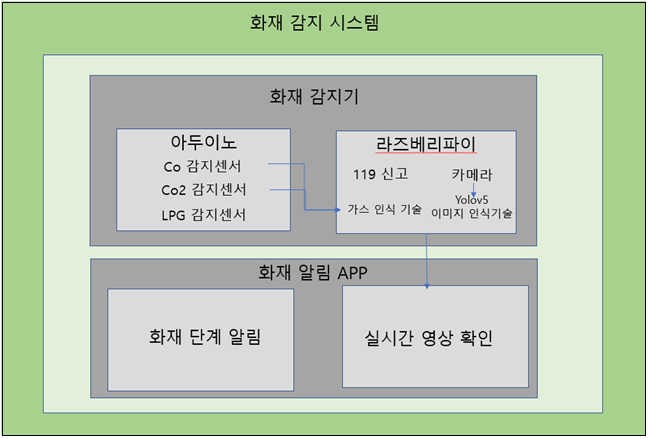 화재 감지 시스템
화재 감지기
아두이노
Co 감지센서
Co2 감지센서
LPG 감지센서
라즈베리파이
119 신고
카메라
가스 인식 기술
Yolov5
이미지 인식기술
화재 알림 APP
화재 단계 알림
실시간 영상 확인